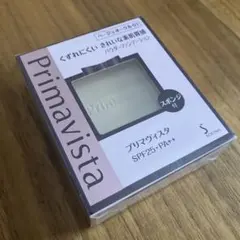 くずれにくい きれいな素肌質感
パウダーファンデーション
Primavista
スポンジ
付
プリマヴィスタ
SPF25・PA++